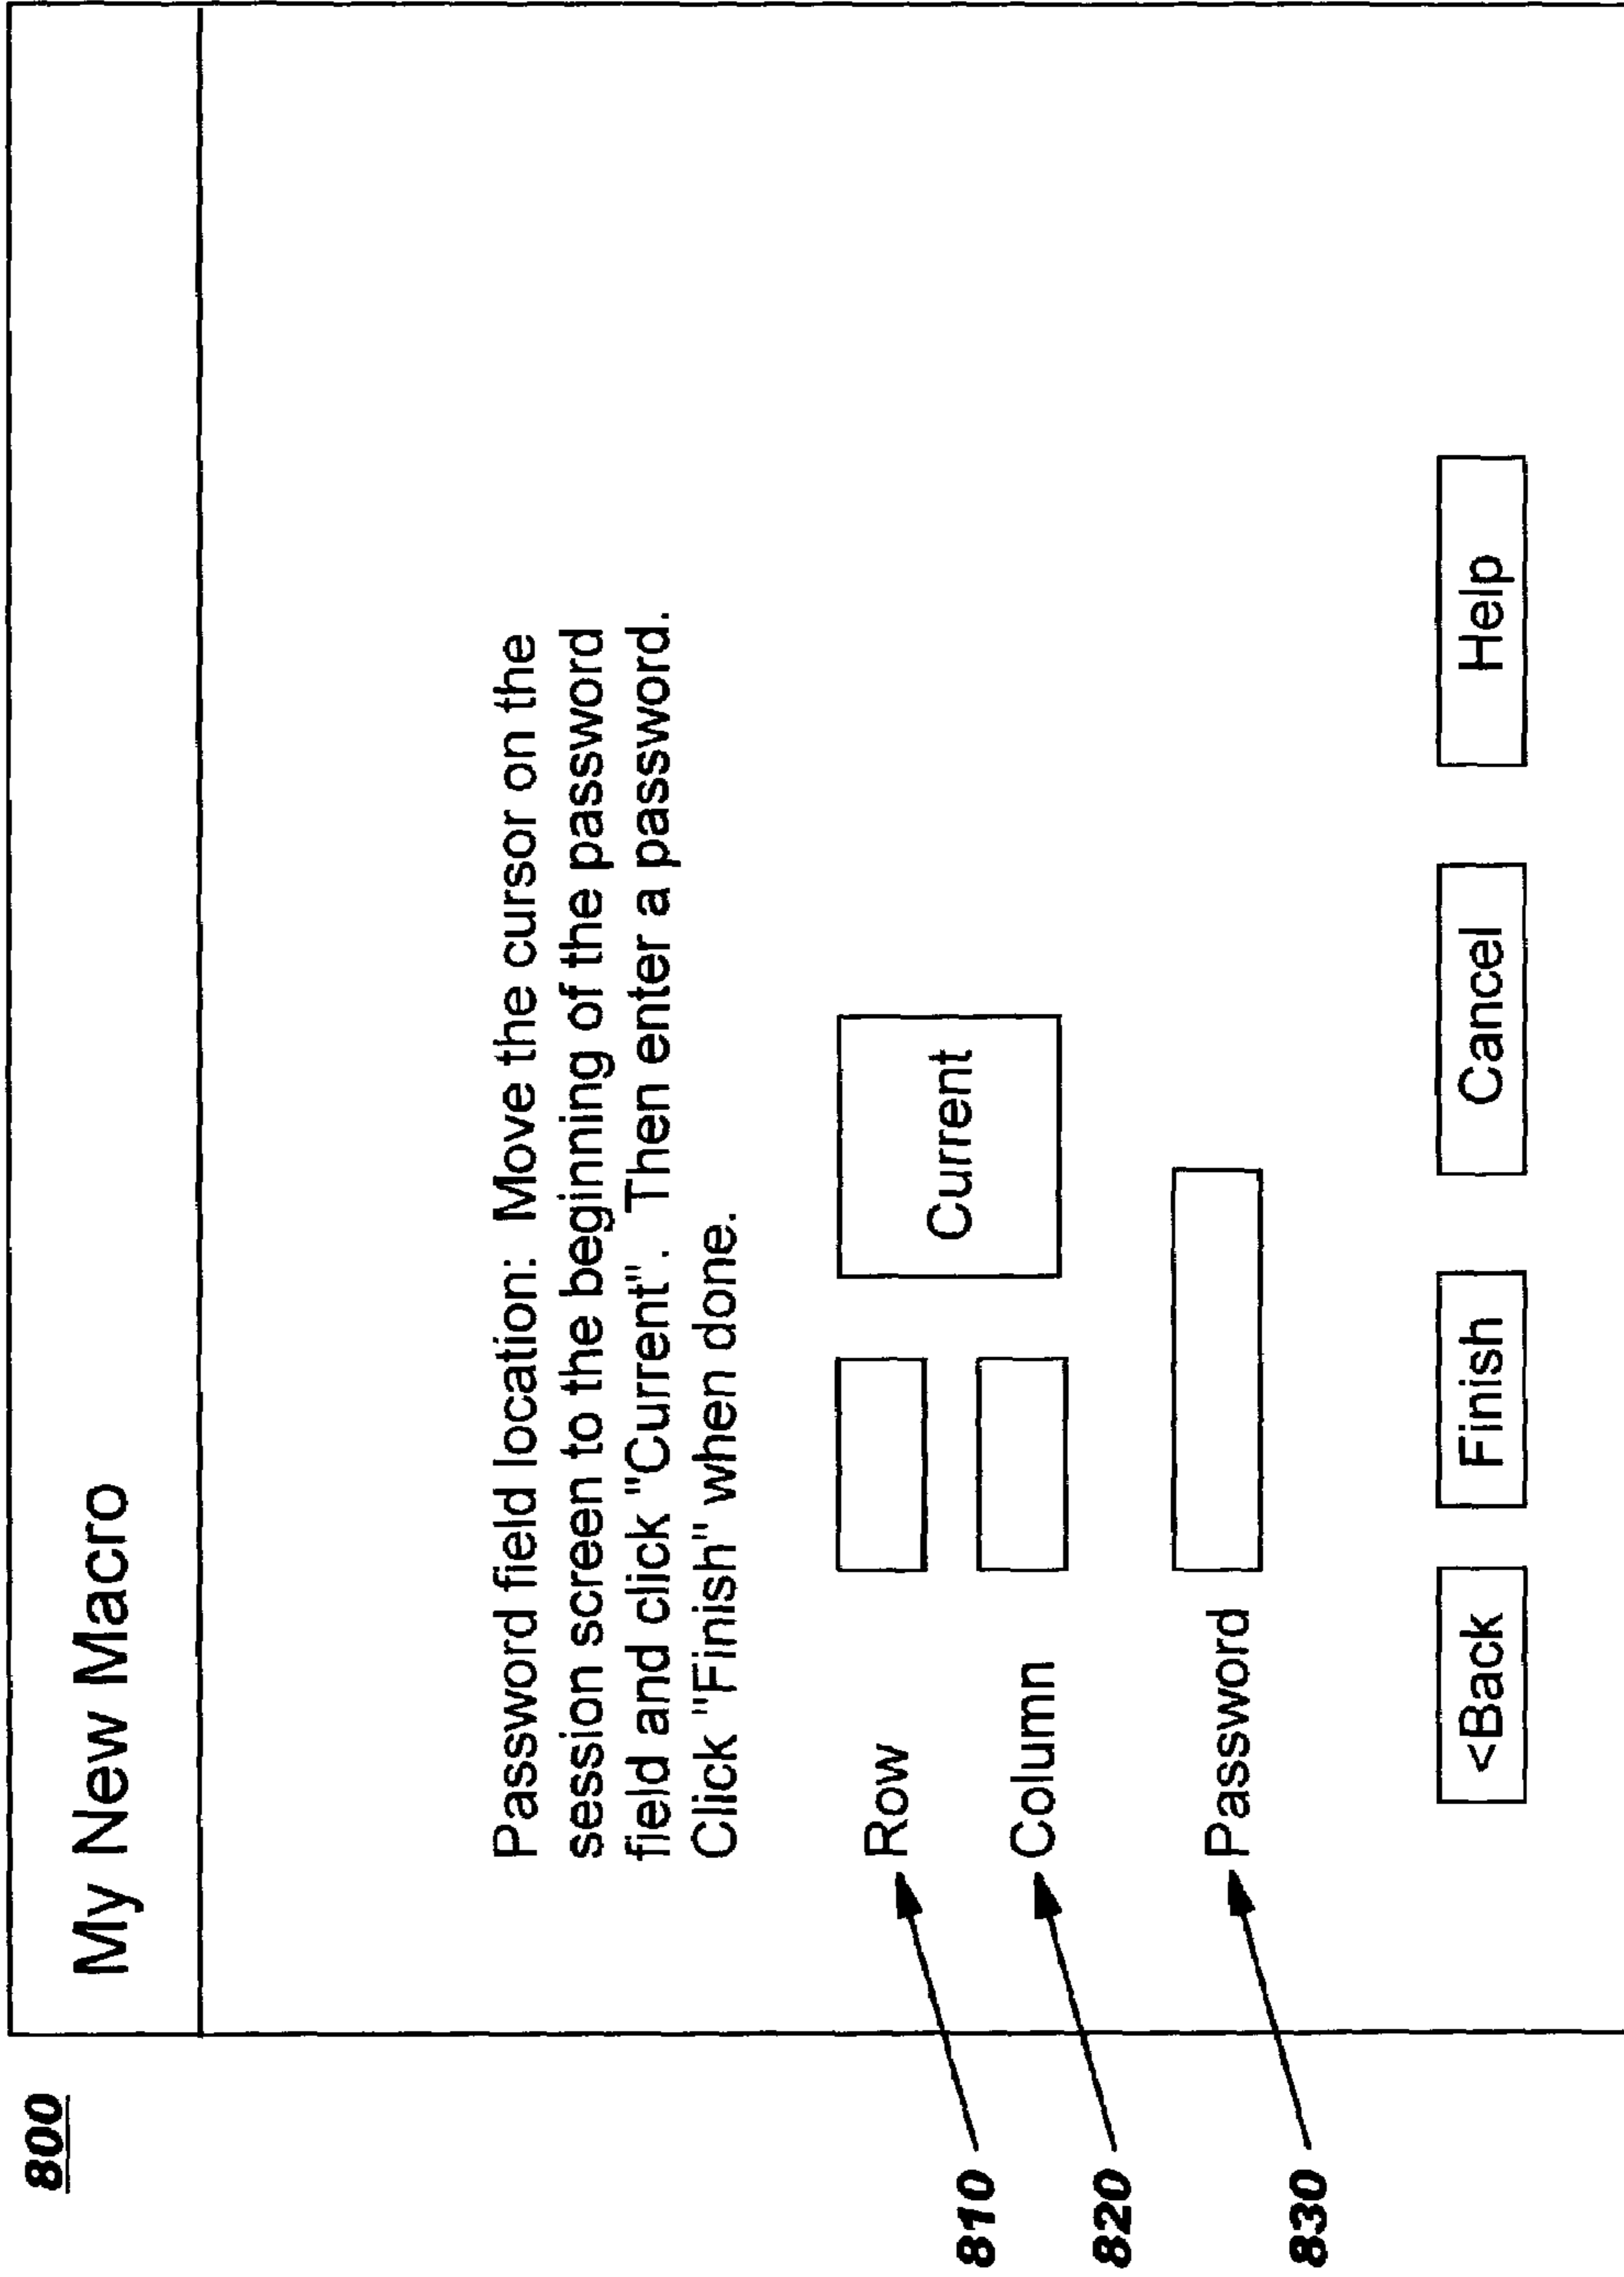 800
My New Macro
Password field location:  Move the cursor on the
session screen to the beginning of the password
field and click "Current".  Then enter a password.
Click "Finish" when done.
810
Row
Current
820
Column
830
Password
<Back
Finish
Cancel
Help